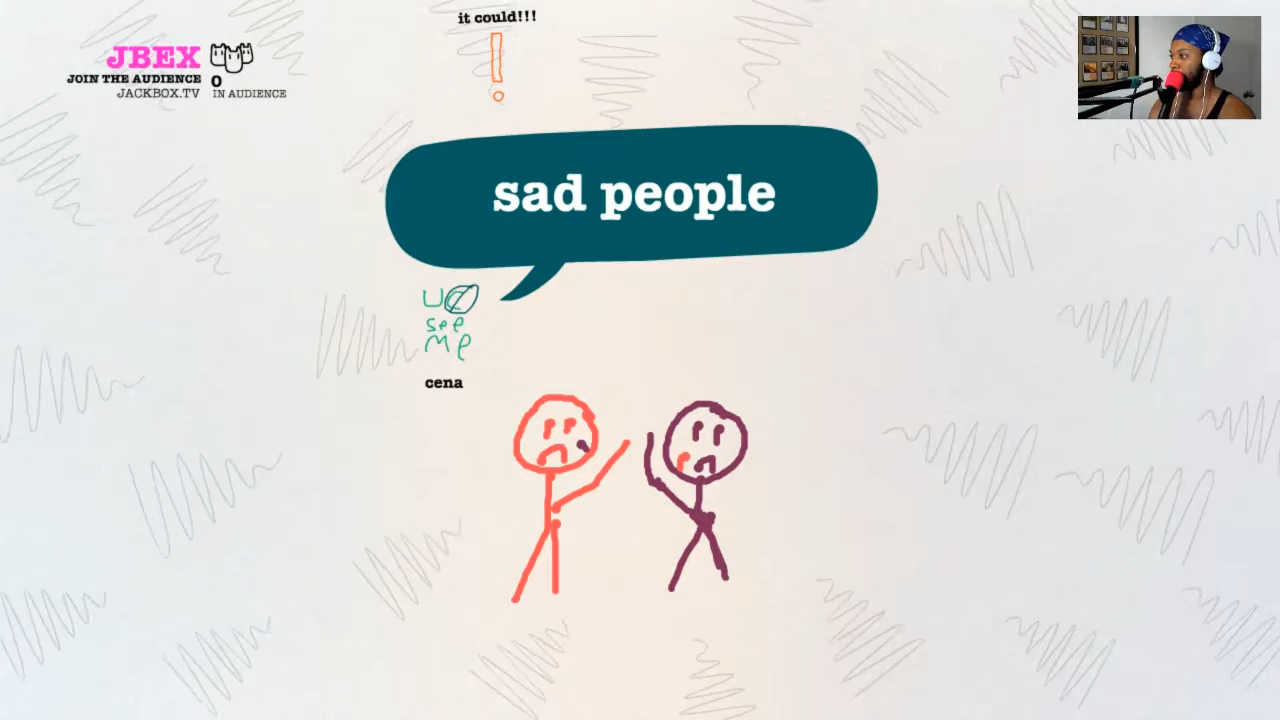 it could!!!
JBEX
JOIN THE AUDIENCE
JACKBOX.TV
0
IN AUDIENCE
sad people
U C
see
me
cena